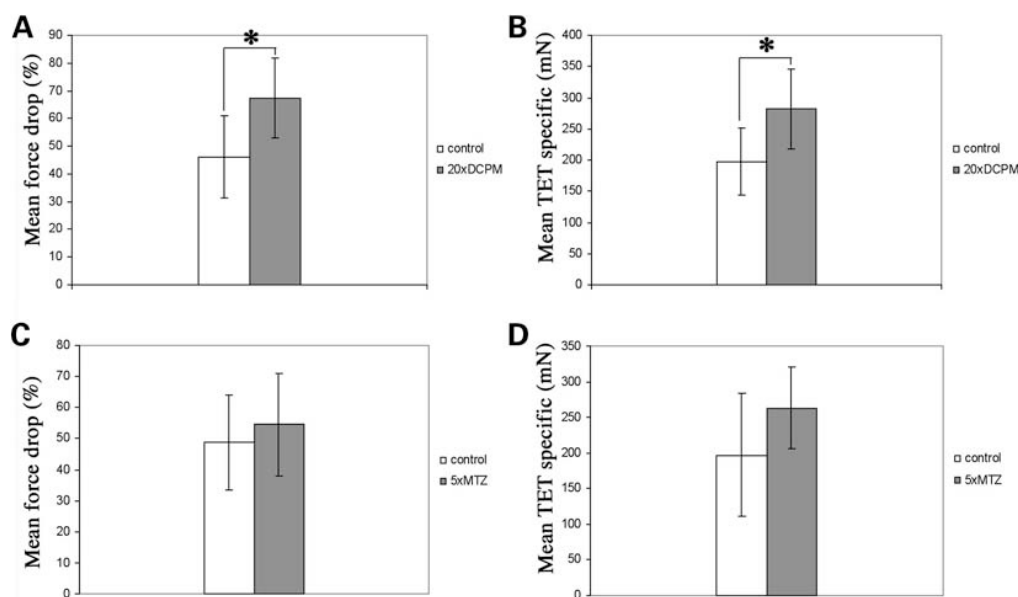 A
Mean force drop (%)
90
80
70
60
50
40
30
20
10
0
*
control
20xDCPM
B
Mean TET specific (mN)
400
350
300
250
200
150
100
50
0
*
control
20xDCPM
C
Mean force drop (%)
80
70
60
50
40
30
20
10
0
control
5xMTZ
D
Mean TET specific (mN)
350
300
250
200
150
100
50
0
control
5xMTZ